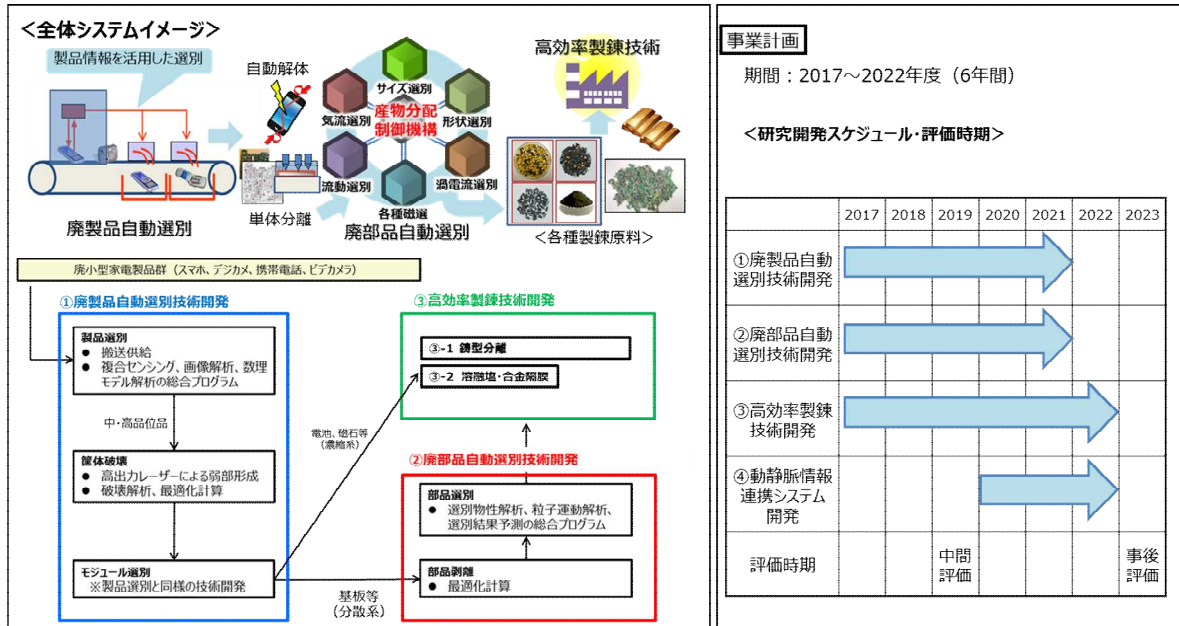 <全体システムイメージ>
製品情報を活用した選別
廃製品自動選別
自動解体
単体分離
サイズ選別
気流選別
形状選別
産物分配
制御機構
流動選別
渦電流選別
各種磁選
廃部品自動選別
高効率製錬技術
<各種製錬原料>
廃小型家電製品群（スマホ、デジカメ、携帯電話、ビデカメラ）
①廃製品自動選別技術開発
製品選別
● 搬送供給
● 複合センシング、画像解析、数理
モデル解析の総合プログラム
中・高品位品
筐体破壊
● 高出力レーザーによる弱部形成
● 破壊解析、最適化計算
モジュール選別
※製品選別と同様の技術開発
電池、磁石等
（濃縮系）
基板等
（分散系）
③高効率製錬技術開発
③-1 鋳型分離
③-2 溶融塩・合金隔膜
②廃部品自動選別技術開発
部品選別
● 選別物性解析、粒子運動解析、
選別結果予測の総合プログラム
部品剥離
● 最適化計算
事業計画
期間：2017～2022年度（6年間）
<研究開発スケジュール・評価時期>
2017 2018 2019 2020 2021 2022 2023
①廃製品自動
選別技術開発
②廃部品自動
選別技術開発
③高効率製錬
技術開発
④動静脈情報
連携システム
開発
評価時期
中間
評価
事後
評価